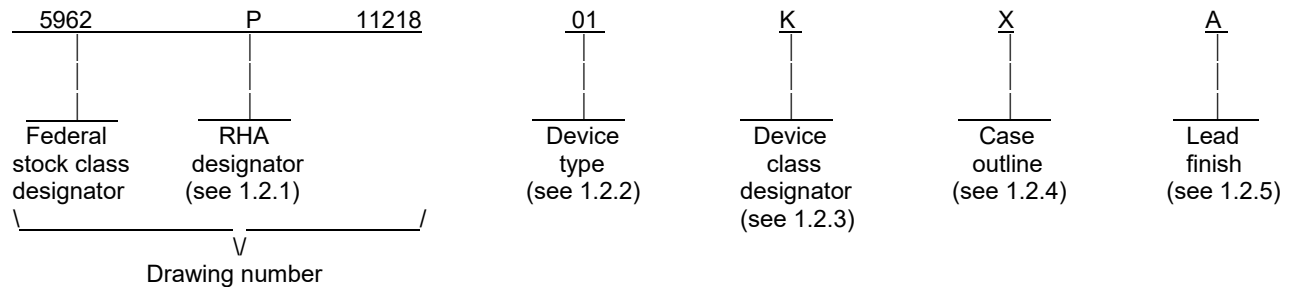 5962 P 11218 01 K X A
Federal RHA Device Device Case Lead
stock class designator type class outline finish
designator (see 1.2.1) (see 1.2.2) designator (see 1.2.4) (see 1.2.5)
(see 1.2.3)
\ /
\/
Drawing number